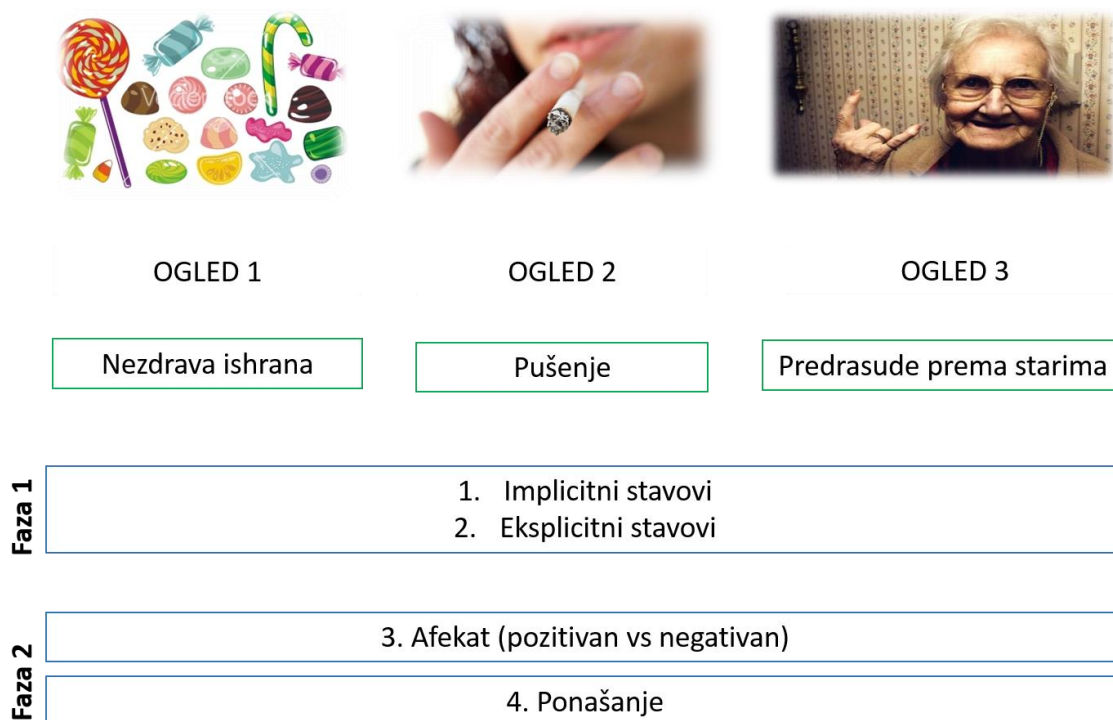 OGLED 1
OGLED 2
OGLED 3
Nezdrava ishrana
Pušenje
Predrasude prema starima
Faza 1
1. Implicitni stavovi
2. Eksplicitni stavovi
Faza 2
3. Afekat (pozitivan vs negativan)
4. Ponašanje